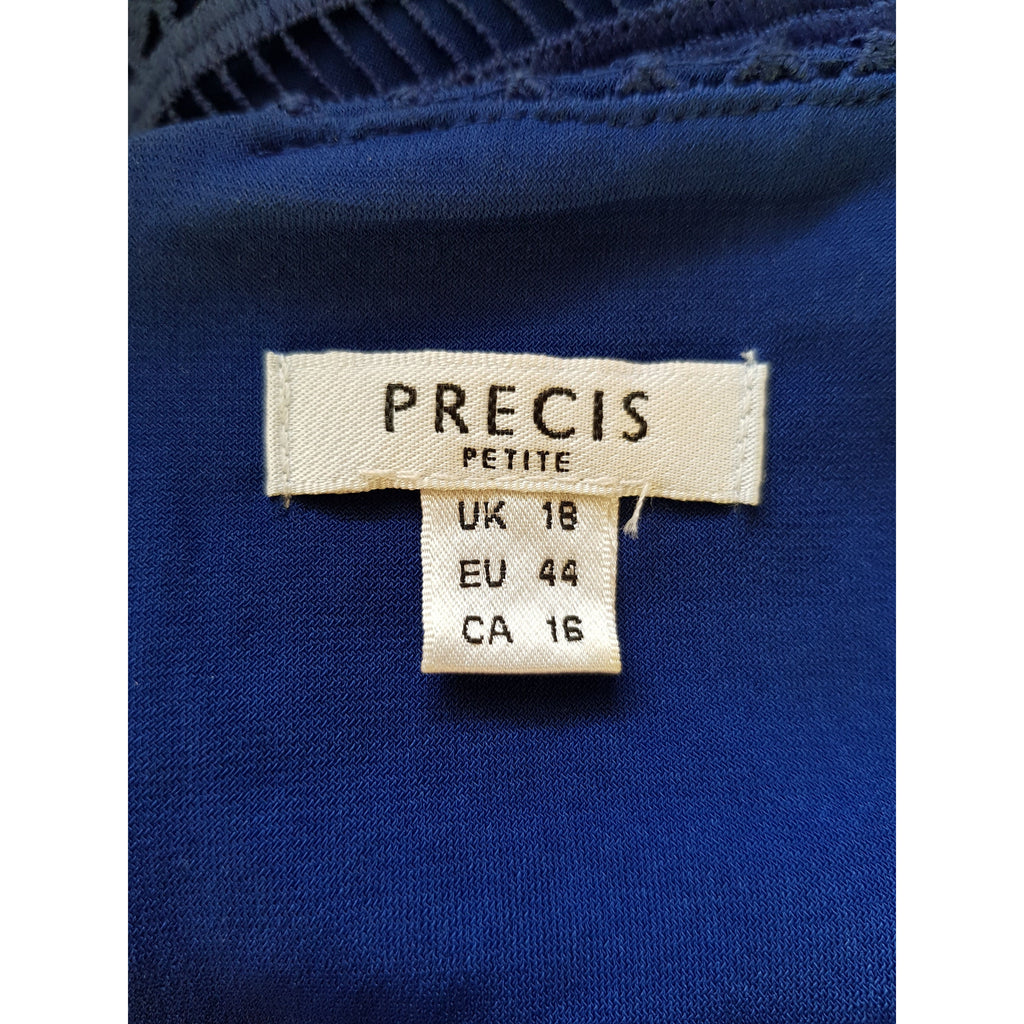 PRECIS
PETITE
UK 18
EU 44
CA 16